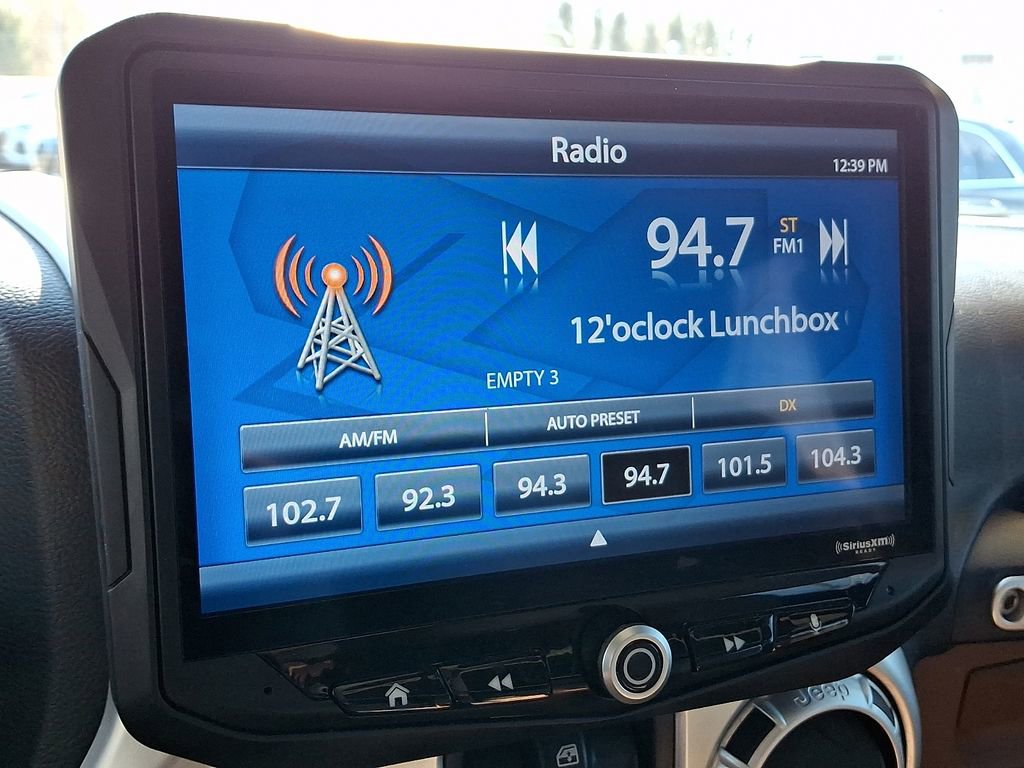 Radio
12:39 PM
94.7
ST
FM1
12'oclock Lunchbox
EMPTY 3
AM/FM AUTO PRESET DX
102.7 92.3 94.3 94.7 101.5 104.3
((SiriusXM))
READY
Jeep